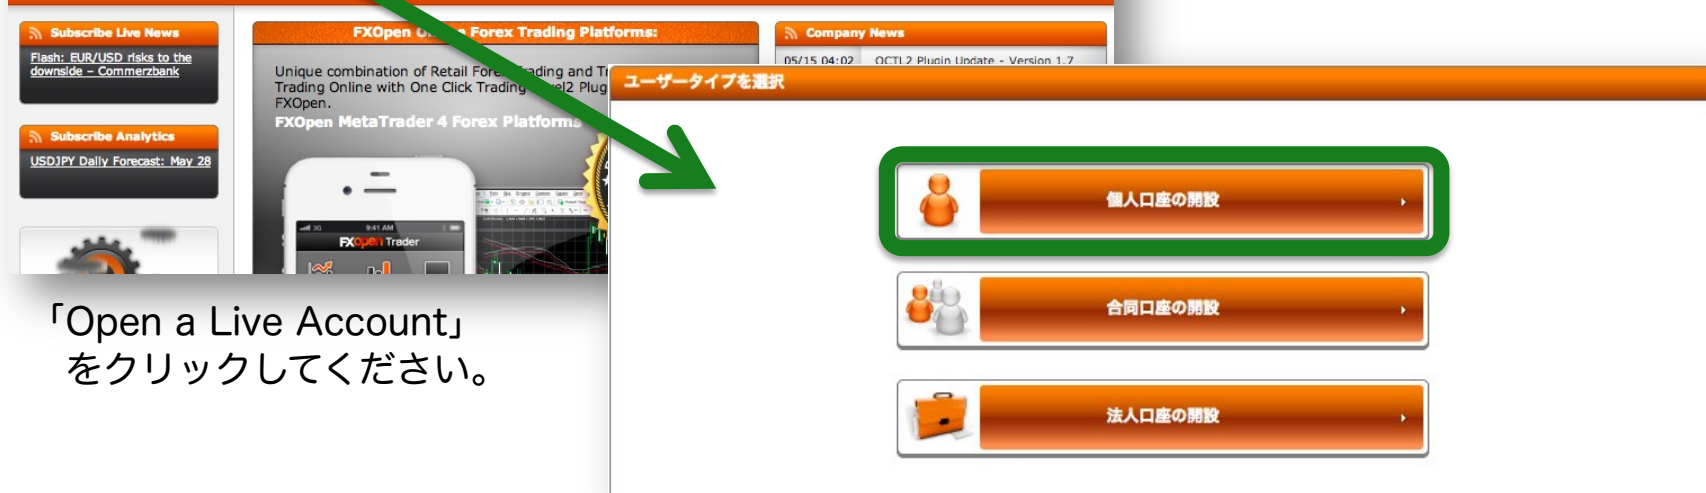 Subscribe Live News
Flash: EUR/USD risks to the
downside – Commerzbank
Subscribe Analytics
USDJPY Daily Forecast: May 28
FXOpen Forex Trading Platforms:
Unique combination of Retail Forex Trading and
Trading Online with One Click Trading
FXOpen.
FXOpen MetaTrader 4 Forex Platforms
3G
9:41 AM
FXOpen Trader
Company News
05/15 04:02 OCTL2 Plugin Update - Version 1.7
ユーザータイプを選択
個人口座の開設
合同口座の開設
法人口座の開設
「Open a Live Account」
をクリックしてください。